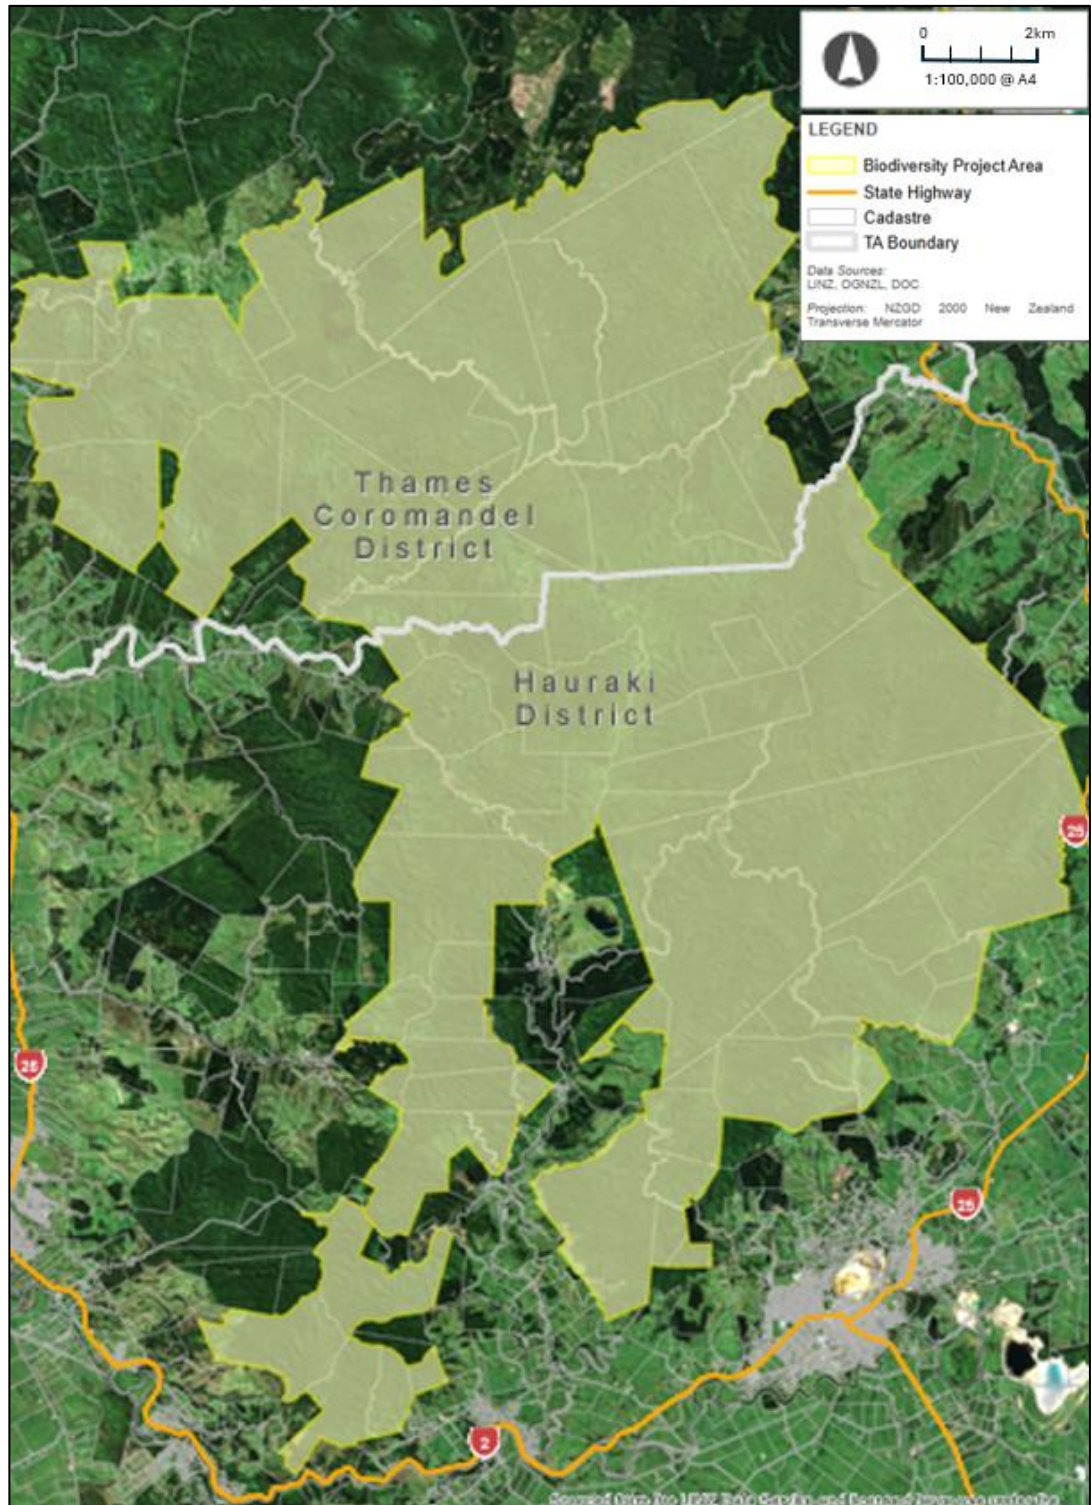 0 2km
1:100,000 @ A4
LEGEND
Biodiversity Project Area
State Highway
Cadastre
TA Boundary
Data Sources:
LINZ, OGNZL, DOC
Projection: NZGD 2000 New Zealand
Transverse Mercator
Thames
Coromandel
District
Hauraki
District
25
26
25
2